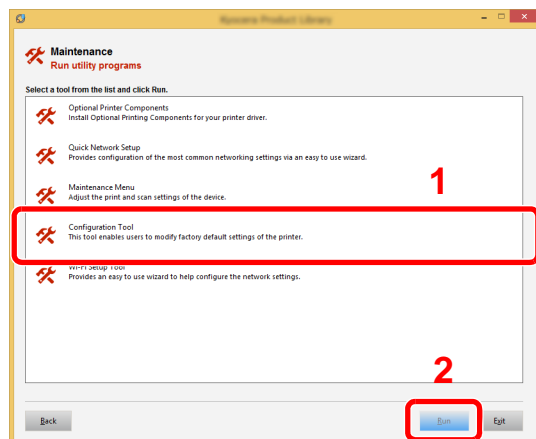 Kyocera Product Library
Maintenance
Run utility programs
Select a tool from the list and click Run.
Optional Printer Components
Install Optional Printing Components for your printer driver.
Quick Network Setup
Provides configuration of the most common networking settings via an easy to use wizard.
1
Maintenance Menu
Adjust the print and scan settings of the device.
Configuration Tool
This tool enables users to modify factory default settings of the printer.
Wi-Fi Setup Tool
Provides an easy to use wizard to help configure the network settings.
2
Back
Run
Exit